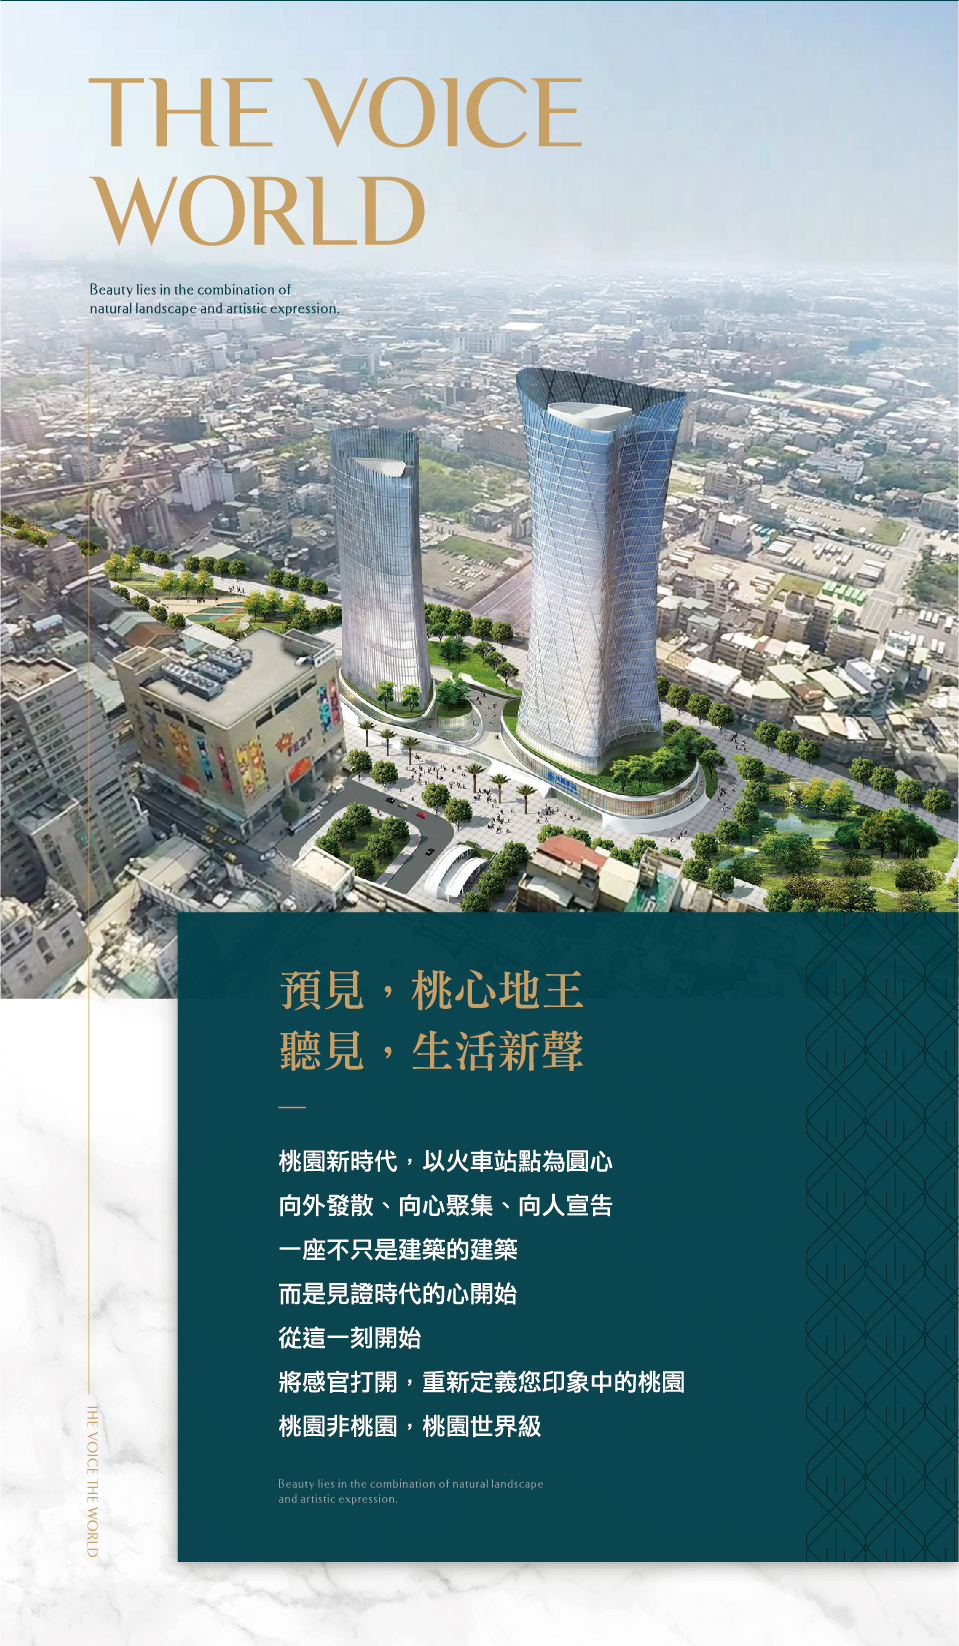 THE VOICE
WORLD
Beauty lies in the combination of
natural landscape and artistic expression.
預見，桃心地王
聽見，生活新聲
桃園新時代，以火車站點為圓心
向外發散、向心聚集、向人宣告
一座不只是建築的建築
而是見證時代的心開始
從這一刻開始
將感官打開，重新定義您印象中的桃園
桃園非桃園，桃園世界級
Beauty lies in the combination of natural landscape
and artistic expression.
THE VOICE THE WORLD